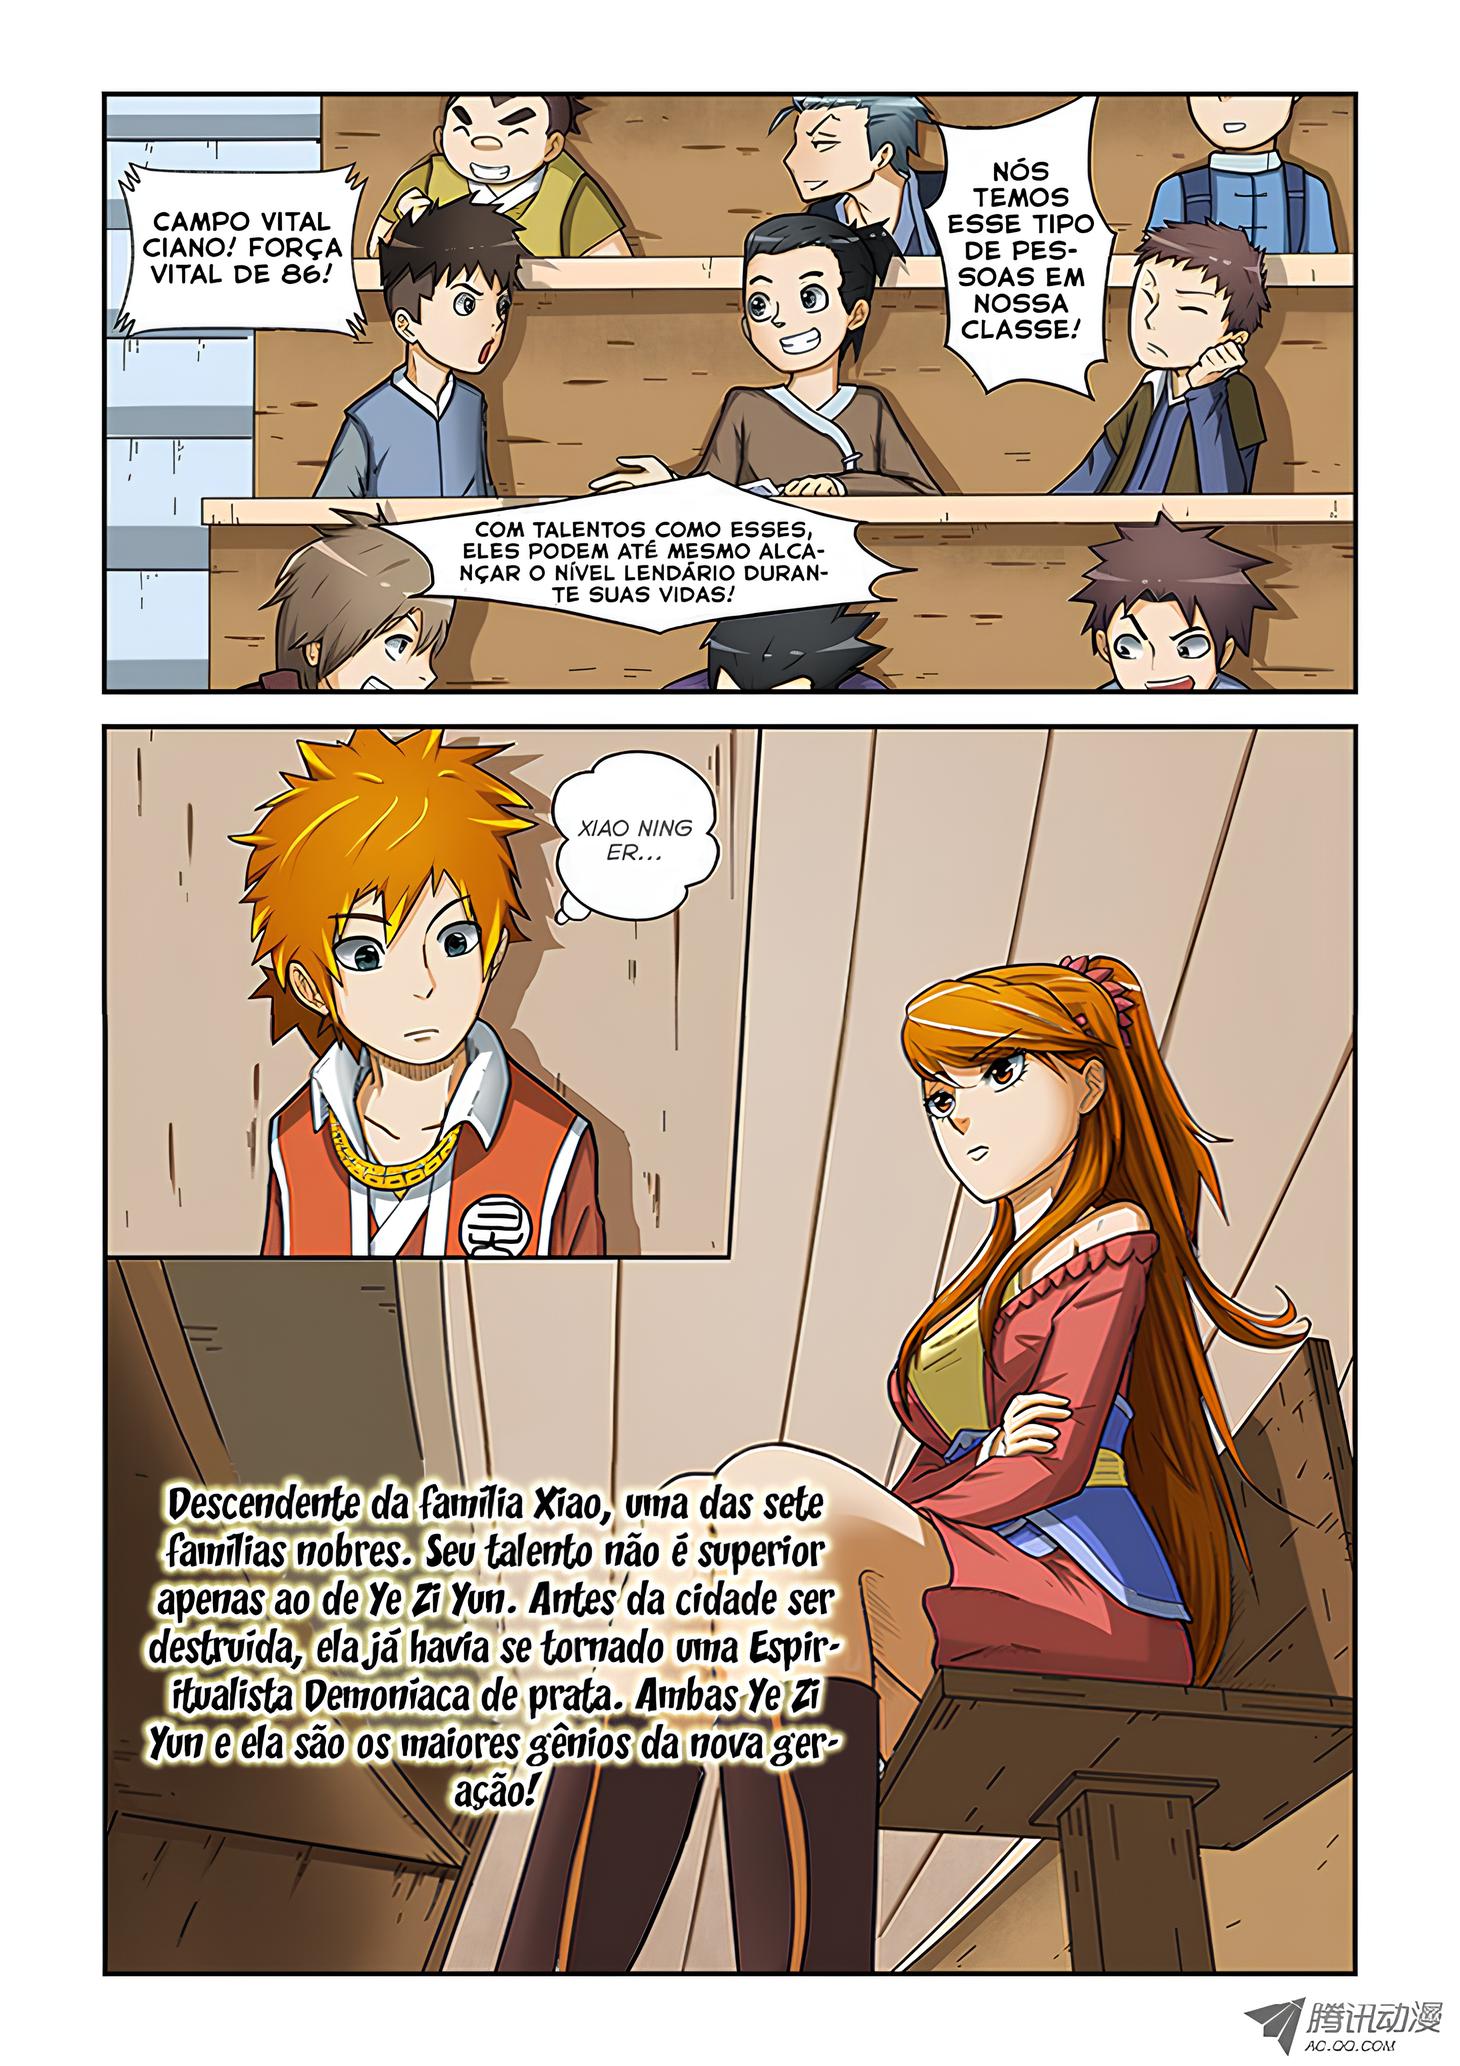 CAMPO VITAL
CIANO! FORÇA
VITAL DE 86!
NÓS
TEMOS
ESSE TIPO
DE PES-
SOAS EM
NOSSA
CLASSE!
COM TALENTOS COMO ESSES,
ELES PODEM ATÉ MESMO ALCA-
NÇAR O NÍVEL LENDÁRIO DURAN-
TE SUAS VIDAS!
XIAO NING
ER...
Descendente da família Xiao, uma das sete
famílias nobres. Seu talento não é superior
apenas ao de Ye Zi Yun. Antes da cidade ser
destruída, ela já havia se tornado uma Espir-
itualista Demoníaca de prata. Ambas Ye Zi
Yun e ela são os maiores gênios da nova ger-
ação!
腾讯动漫
AC.QQ.COM